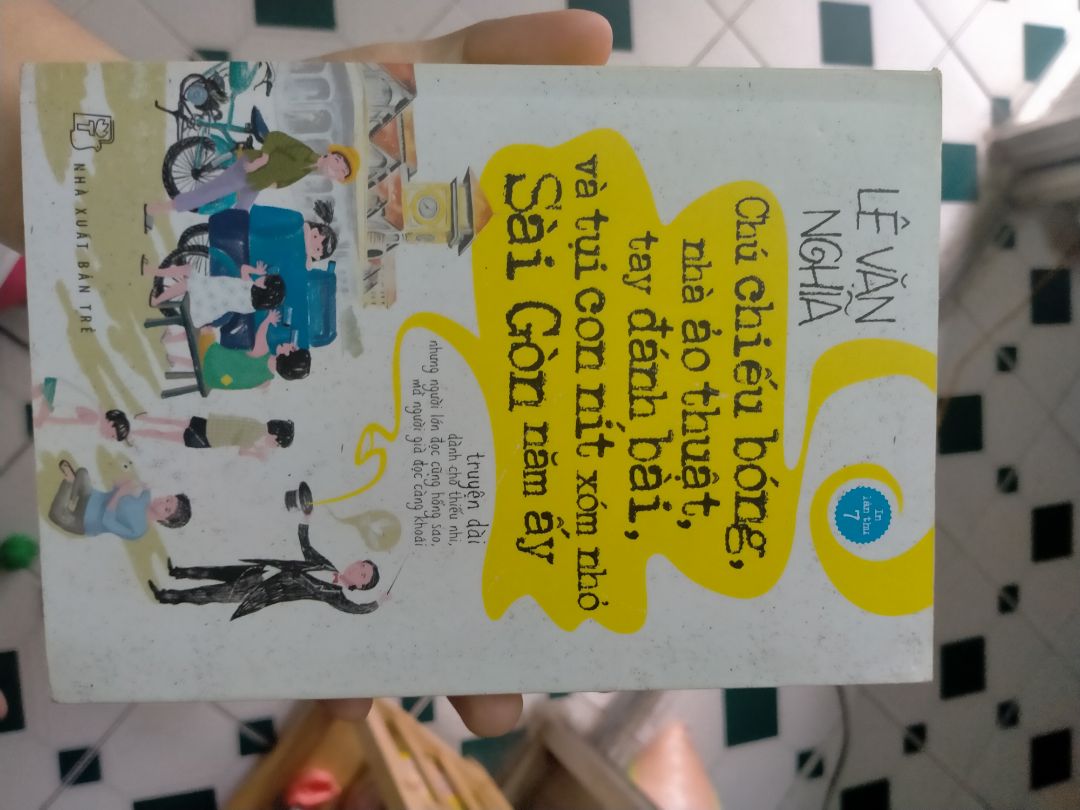 LÊ VĂN
NGHĨA
In
lần thứ
7
Chú chiếu bóng,
nhà ảo thuật,
tay đánh bài,
và tụi con nít xóm nhỏ
Sài Gòn năm ấy
truyện dài
dành cho thiếu nhi,
nhưng người lớn đọc cũng hổng sao,
mà người già đọc càng khoái
NHÀ XUẤT BẢN TRẺ